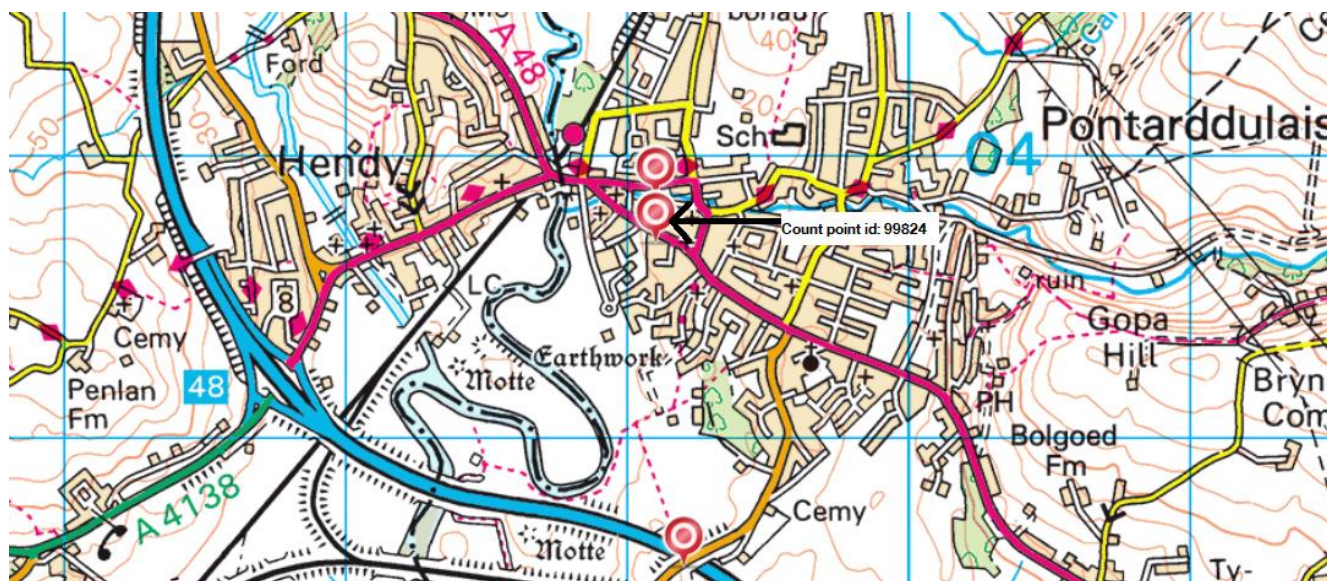 A 48
Ford
40
50
30
20
Sch
Pontarddulais
04
Hendy
Count point id: 99824
LC
8
ruin
Cemy
Earthwork
Gopa
Hill
Motte
48
Penlan
Fm
PH
Bryn
Com
Bolgoed
Fm
A 4138
Cemy
Motte
Ty-